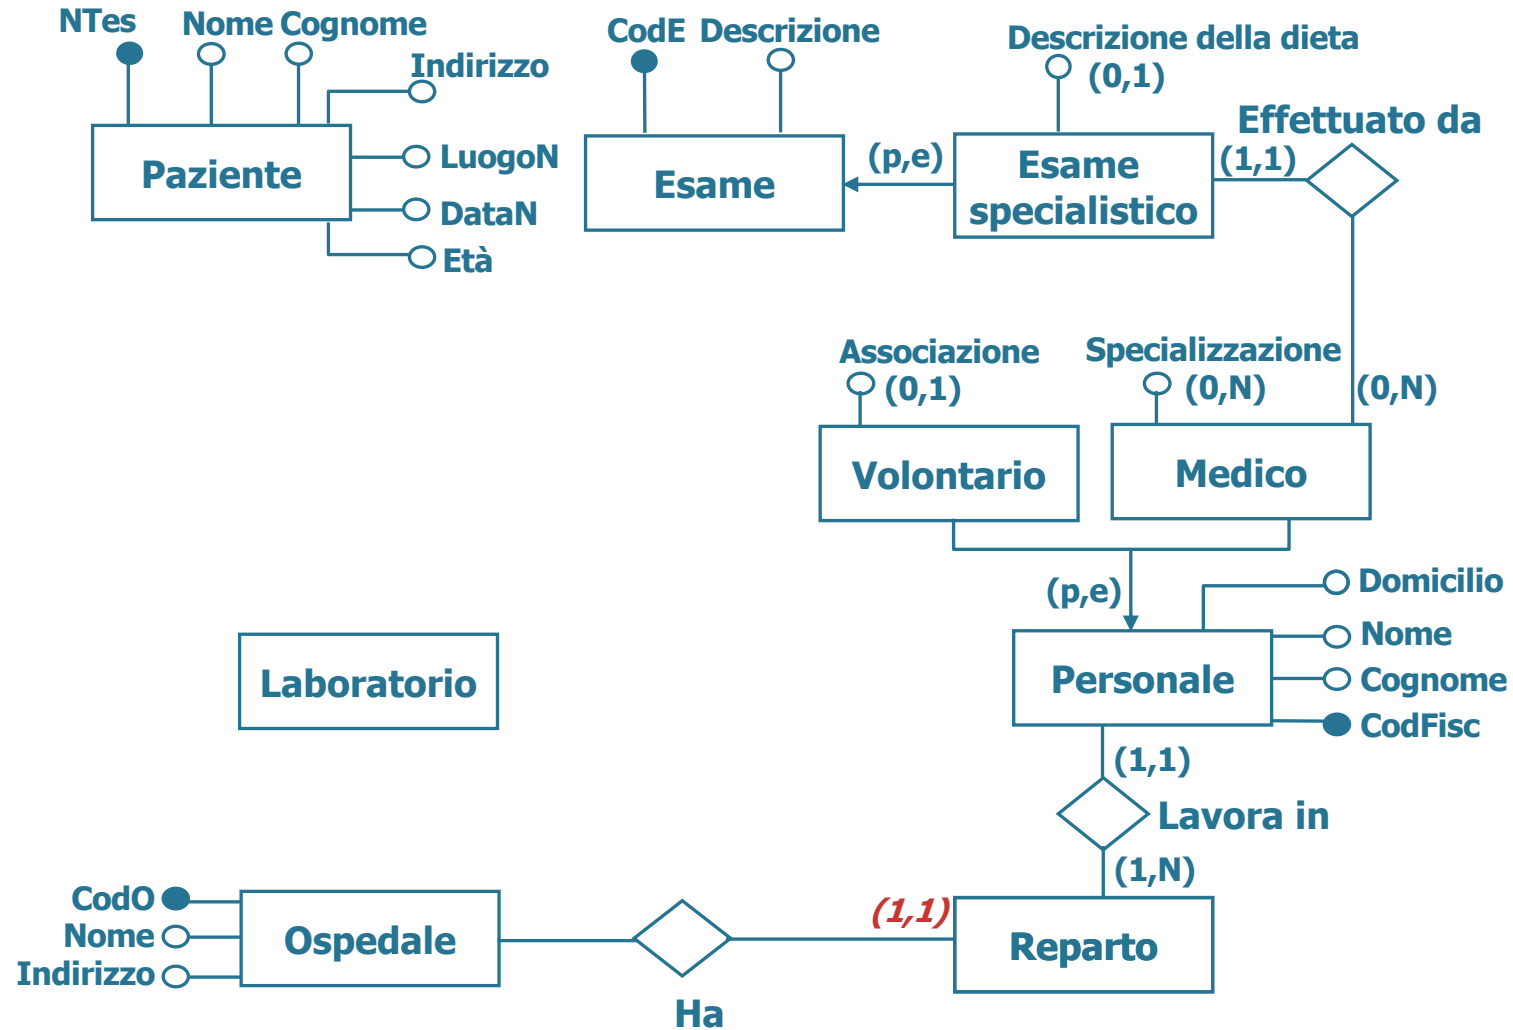 NTes
Nome Cognome
Indirizzo
Paziente
LuogoN
DataN
Età
CodE Descrizione
Esame
(p,e)
Descrizione della dieta
(0,1)
Esame
specialistico
Effettuato da
(1,1)
(0,N)
Associazione
(0,1)
Volontario
Specializzazione
(0,N)
Medico
(p,e)
Domicilio
Nome
Cognome
CodFisc
Personale
Laboratorio
(1,1)
Lavora in
(1,N)
CodO
Nome
Indirizzo
Ospedale
Ha
(1,1)
Reparto